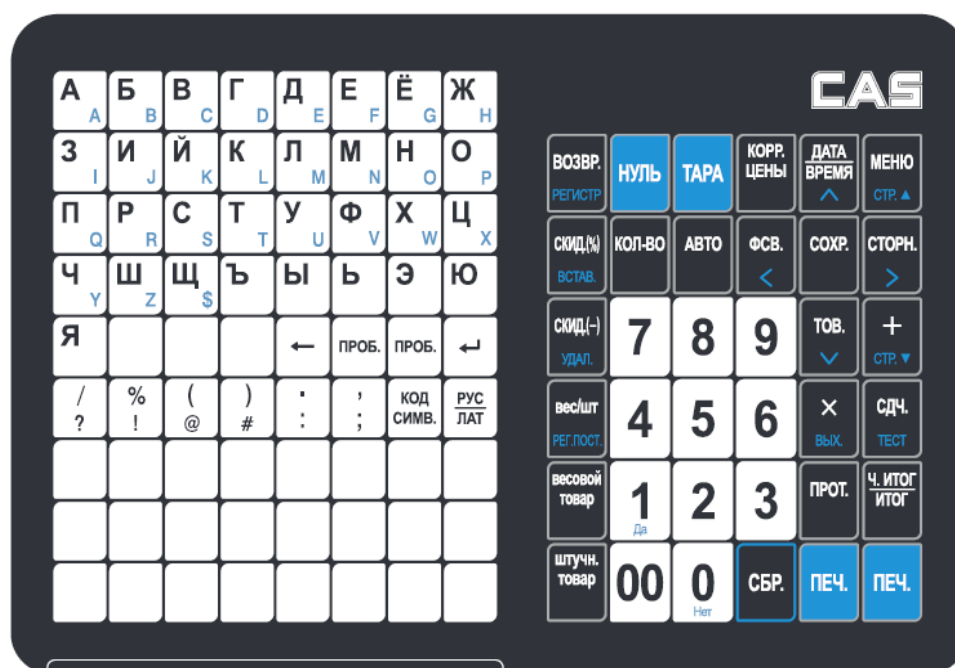 А A Б B В C Г D Д E Е F Ё G Ж H
З I И J Й K К L Л M М N Н O О P
П Q Р R С S Т T У U Ф V Х W Ц X
Ч Y Ш Z Щ $ Ъ Ы Ь Э Ю
Я ← ПРОБ. ПРОБ. ↵
/ ? % ! ( @ ) # . : , ; КОД СИМВ. РУС ЛАТ
CAS
ВОЗВР. РЕГИСТР НУЛЬ ТАРА КОРР. ЦЕНЫ ДАТА ВРЕМЯ МЕНЮ СТР. ▲
СКИД.(%) ВСТАВ. КОЛ-ВО АВТО ФСВ. < СОХР. СТОРН. >
СКИД.(–) УДАЛ. 7 8 9 ТОВ. + СТР. ▼
вес/шт РЕГ.ПОСТ. 4 5 6 × ВЫХ. СДЧ. ТЕСТ
весовой товар 1 Да 2 3 ПРОТ. Ч. ИТОГ ИТОГ
штучн. товар 00 0 Нет СБР. ПЕЧ. ПЕЧ.